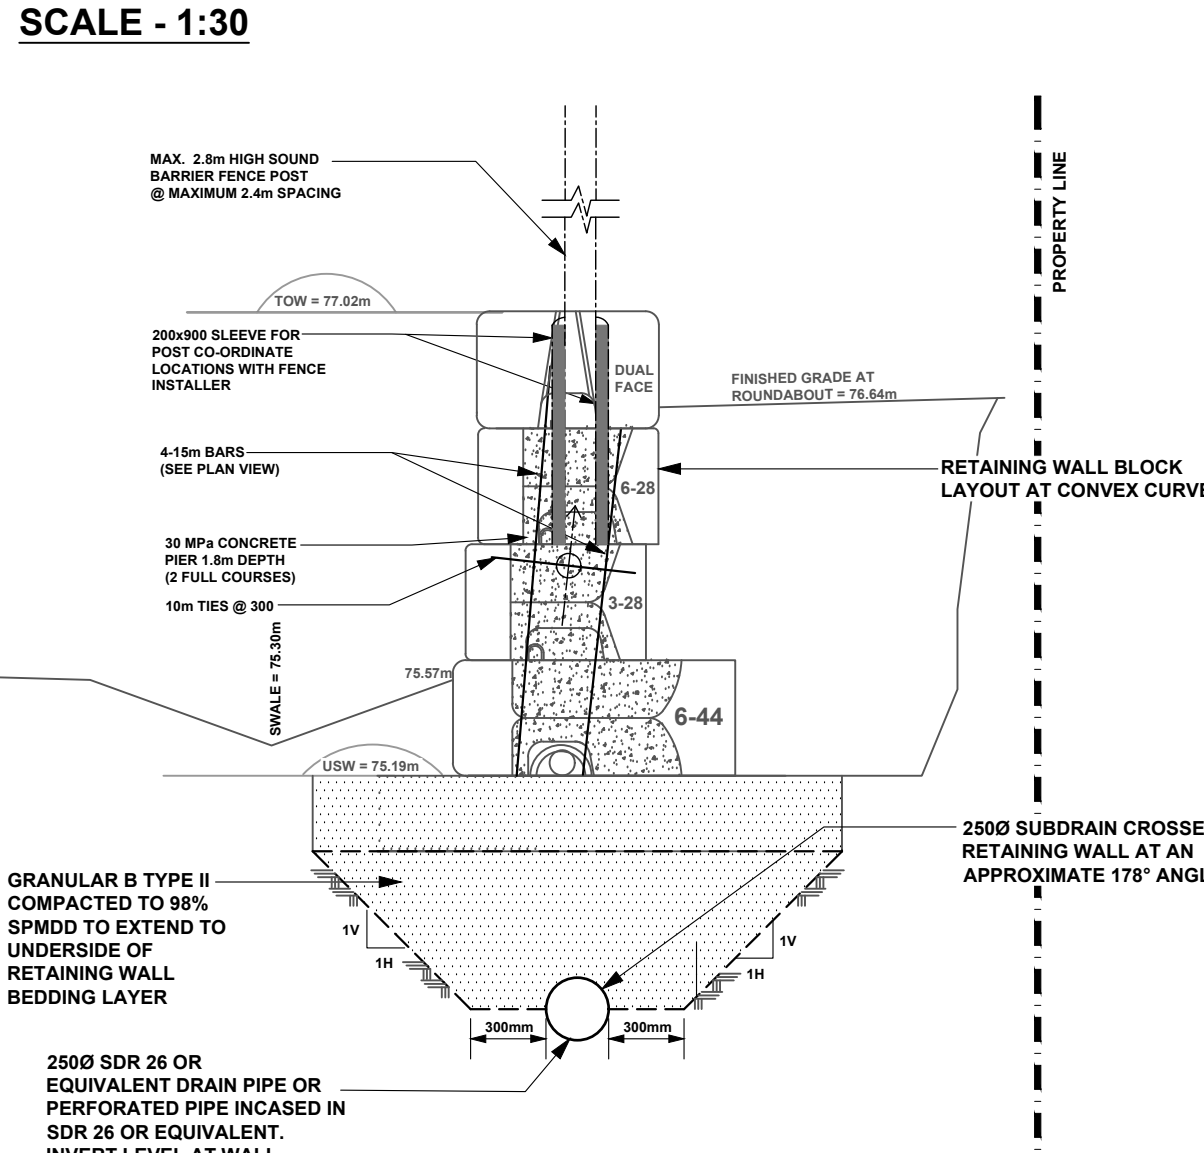 SCALE - 1:30
MAX. 2.8m HIGH SOUND
BARRIER FENCE POST
@ MAXIMUM 2.4m SPACING
PROPERTY LINE
TOW = 77.02m
200x900 SLEEVE FOR
POST CO-ORDINATE
LOCATIONS WITH FENCE
INSTALLER
DUAL
FACE
FINISHED GRADE AT
ROUNDABOUT = 76.64m
4-15m BARS
(SEE PLAN VIEW)
6-28
RETAINING WALL BLOCK
LAYOUT AT CONVEX CURVE
30 MPa CONCRETE
PIER 1.8m DEPTH
(2 FULL COURSES)
10m TIES @ 300
3-28
SWALE = 75.30m
75.57m
6-44
USW = 75.19m
250Ø SUBDRAIN CROSSE
RETAINING WALL AT AN
APPROXIMATE 178° ANGL
GRANULAR B TYPE II
COMPACTED TO 98%
SPMDD TO EXTEND TO
UNDERSIDE OF
RETAINING WALL
BEDDING LAYER
1V
1H
1V
1H
300mm
300mm
250Ø SDR 26 OR
EQUIVALENT DRAIN PIPE OR
PERFORATED PIPE INCASED IN
SDR 26 OR EQUIVALENT.
INVERT LEVEL AT WALL